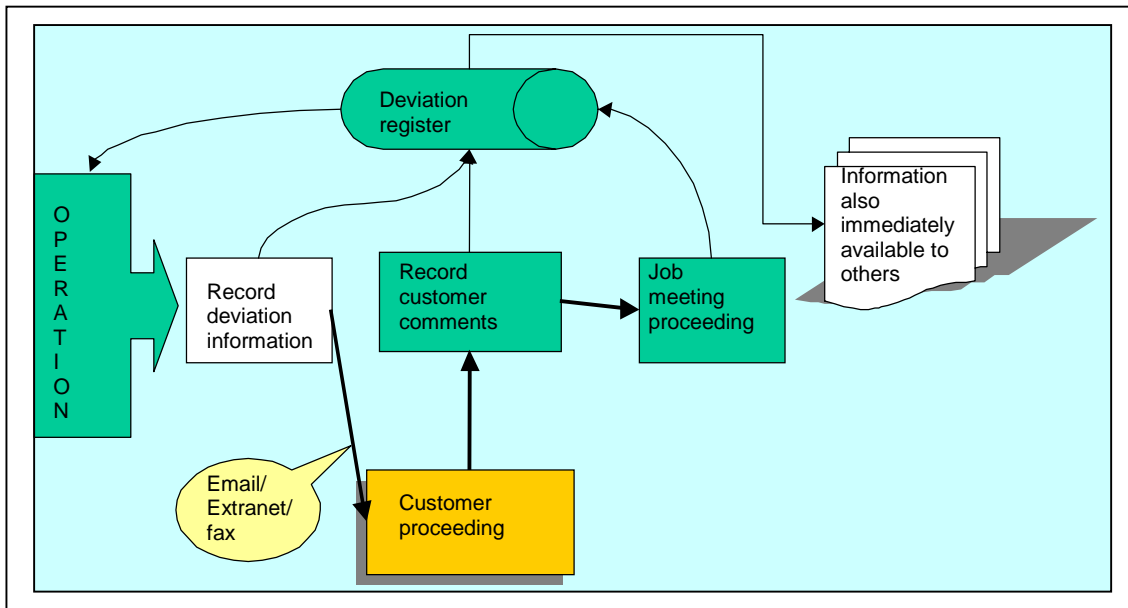 Deviation
register
OPERATION
Information
also
immediately
available to
others
Record
deviation
information
Record
customer
comments
Job
meeting
proceeding
Email/
Extranet/
fax
Customer
proceeding